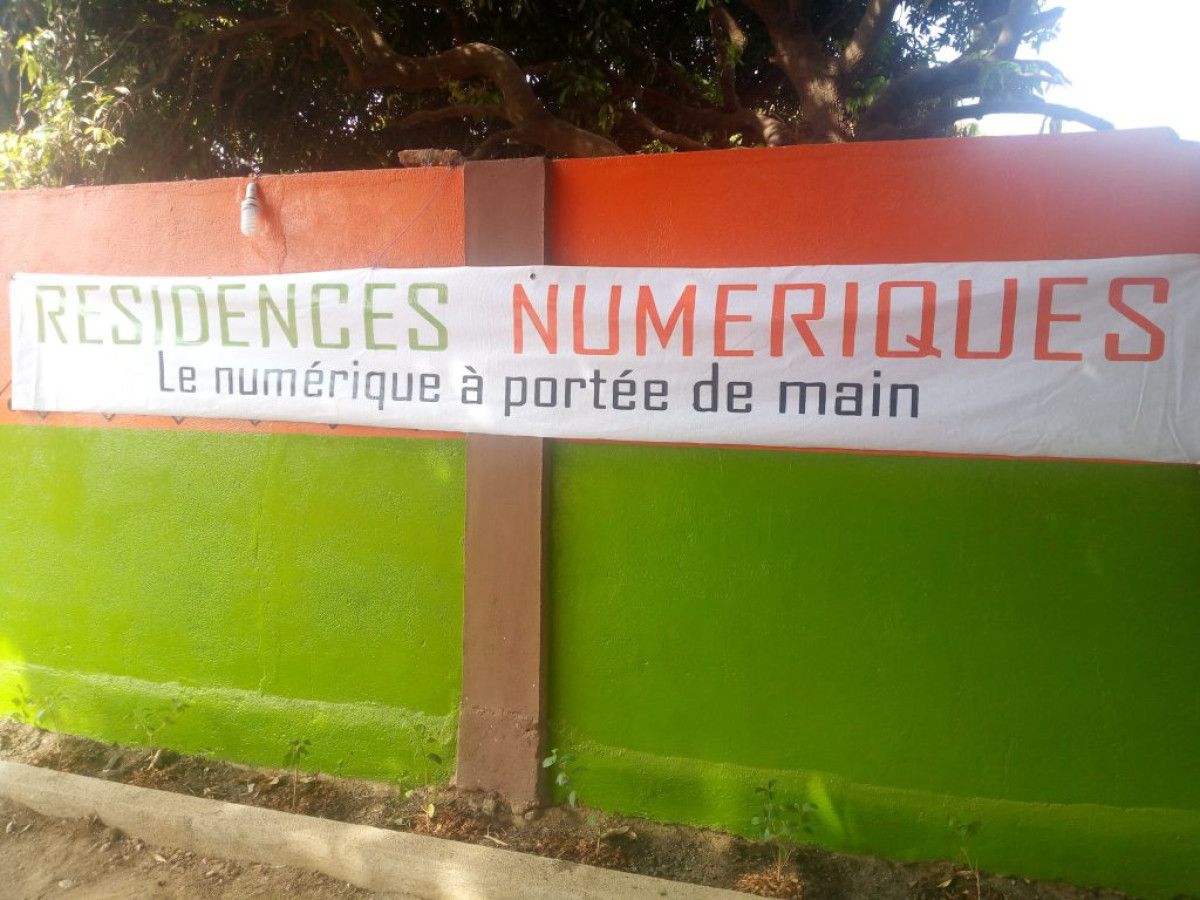 RESIDENCES NUMERIQUES
Le numérique à portée de main